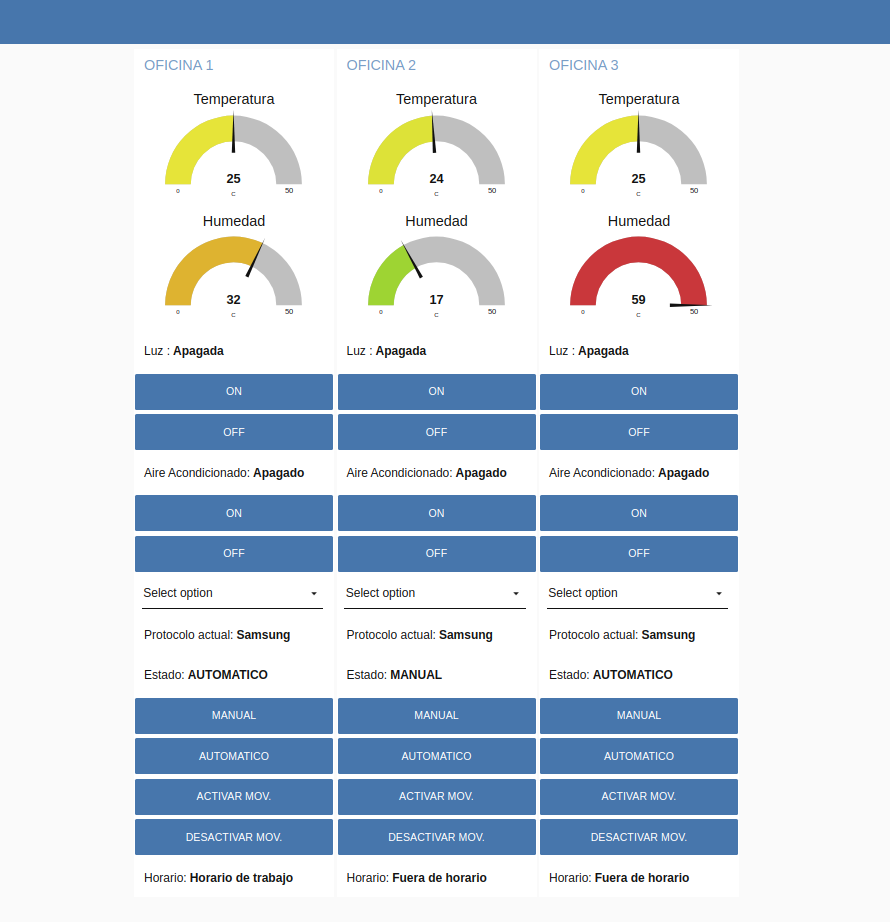 OFICINA 1
Temperatura
25
0
C
50
Humedad
32
0
C
50
Luz : Apagada
ON
OFF
Aire Acondicionado: Apagado
ON
OFF
Select option
Protocolo actual: Samsung
Estado: AUTOMATICO
MANUAL
AUTOMATICO
ACTIVAR MOV.
DESACTIVAR MOV.
Horario: Horario de trabajo
OFICINA 2
Temperatura
24
0
C
50
Humedad
17
0
C
50
Luz : Apagada
ON
OFF
Aire Acondicionado: Apagado
ON
OFF
Select option
Protocolo actual: Samsung
Estado: MANUAL
MANUAL
AUTOMATICO
ACTIVAR MOV.
DESACTIVAR MOV.
Horario: Fuera de horario
OFICINA 3
Temperatura
25
0
C
50
Humedad
59
0
C
50
Luz : Apagada
ON
OFF
Aire Acondicionado: Apagado
ON
OFF
Select option
Protocolo actual: Samsung
Estado: AUTOMATICO
MANUAL
AUTOMATICO
ACTIVAR MOV.
DESACTIVAR MOV.
Horario: Fuera de horario